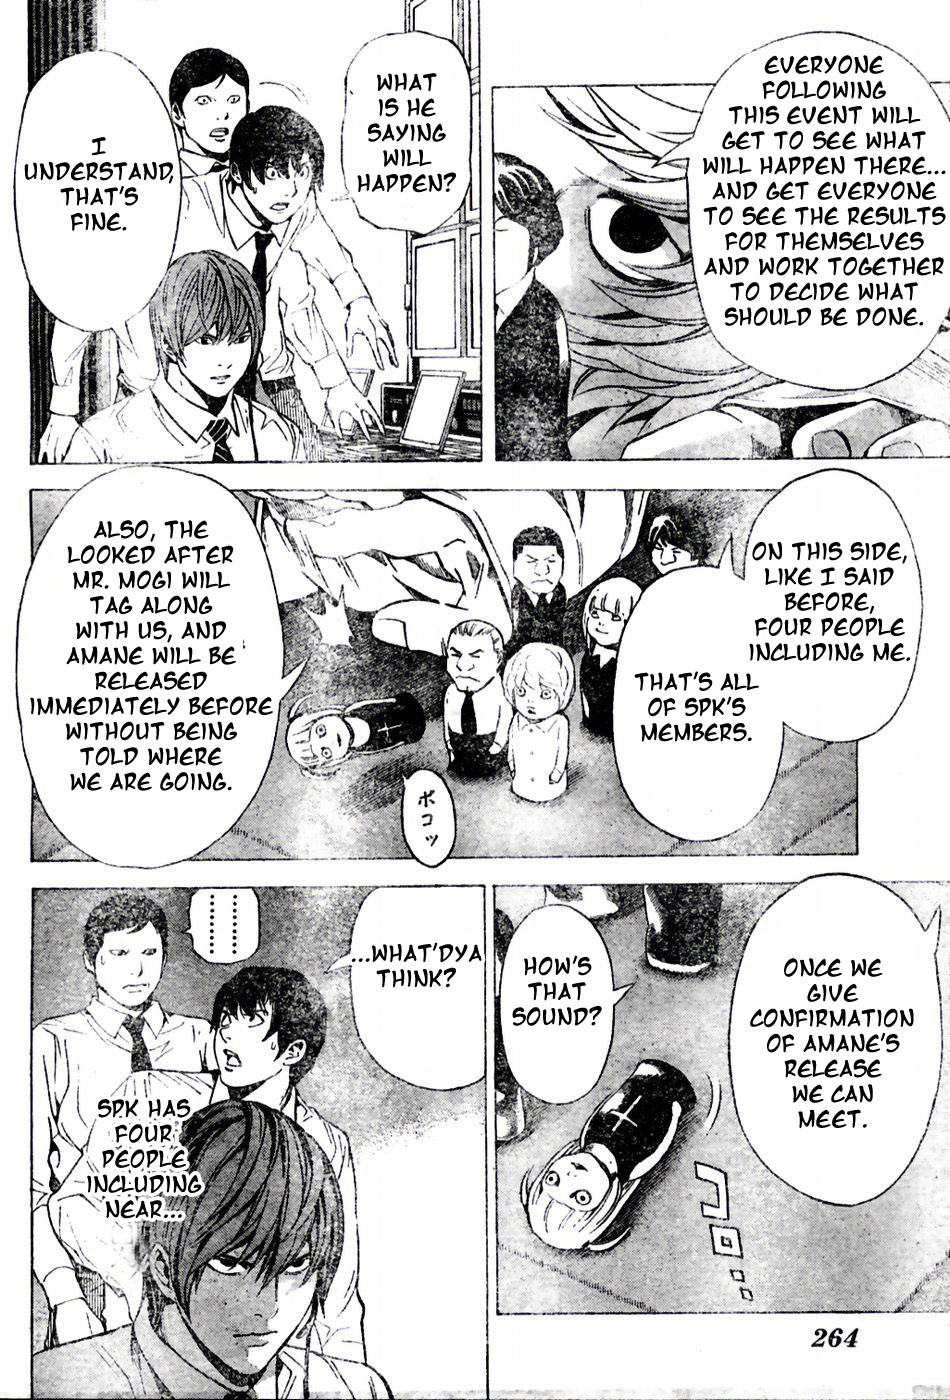 EVERYONE
FOLLOWING
THIS EVENT WILL
GET TO SEE WHAT
WILL HAPPEN THERE...
AND GET EVERYONE
TO SEE THE RESULTS
FOR THEMSELVES
AND WORK TOGETHER
TO DECIDE WHAT
SHOULD BE DONE.
WHAT
IS HE
SAYING
WILL
HAPPEN?
I
UNDERSTAND,
THAT'S
FINE.
ON THIS SIDE,
LIKE I SAID
BEFORE,
FOUR PEOPLE
INCLUDING ME.
THAT'S ALL
OF SPK'S
MEMBERS.
ポコッ
ALSO, THE
LOOKED AFTER
MR. MOGI WILL
TAG ALONG
WITH US, AND
AMANE WILL BE
RELEASED
IMMEDIATELY BEFORE
WITHOUT BEING
TOLD WHERE
WE ARE GOING.
ONCE WE
GIVE
CONFIRMATION
OF AMANE'S
RELEASE
WE CAN
MEET.
HOW'S
THAT
SOUND?
コロ..
...WHAT'DYA
THINK?
SPK HAS
FOUR
PEOPLE
INCLUDING
NEAR...
264